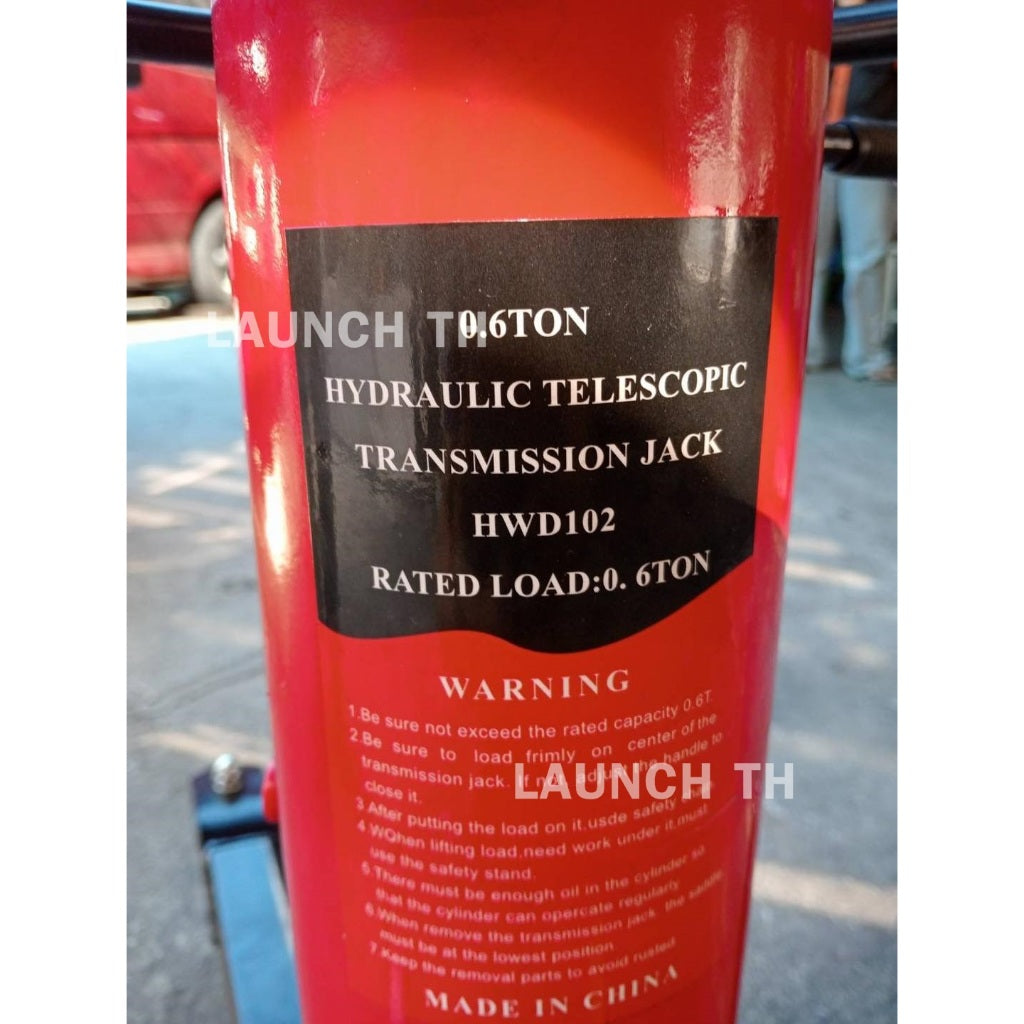 LAUNCH TH
0.6TON
HYDRAULIC TELESCOPIC
TRANSMISSION JACK
HWD102
RATED LOAD:0. 6TON
WARNING
1.Be sure not exceed the rated capacity 0.6T.
2.Be sure to load frimly on center of the
transmission jack. If not, adjust the handle to
close it.
LAUNCH TH
3.After putting the load on it.usde safety
4.WQhen lifting load,need work under it,must
use the safety stand.
5.There must be enough oil in the cylinder so
that the cylinder can opercate regularly
6.When remove the transmission jack, the saddle
must be at the lowest position.
7.Keep the removal parts to avoid rusted
MADE IN CHINA